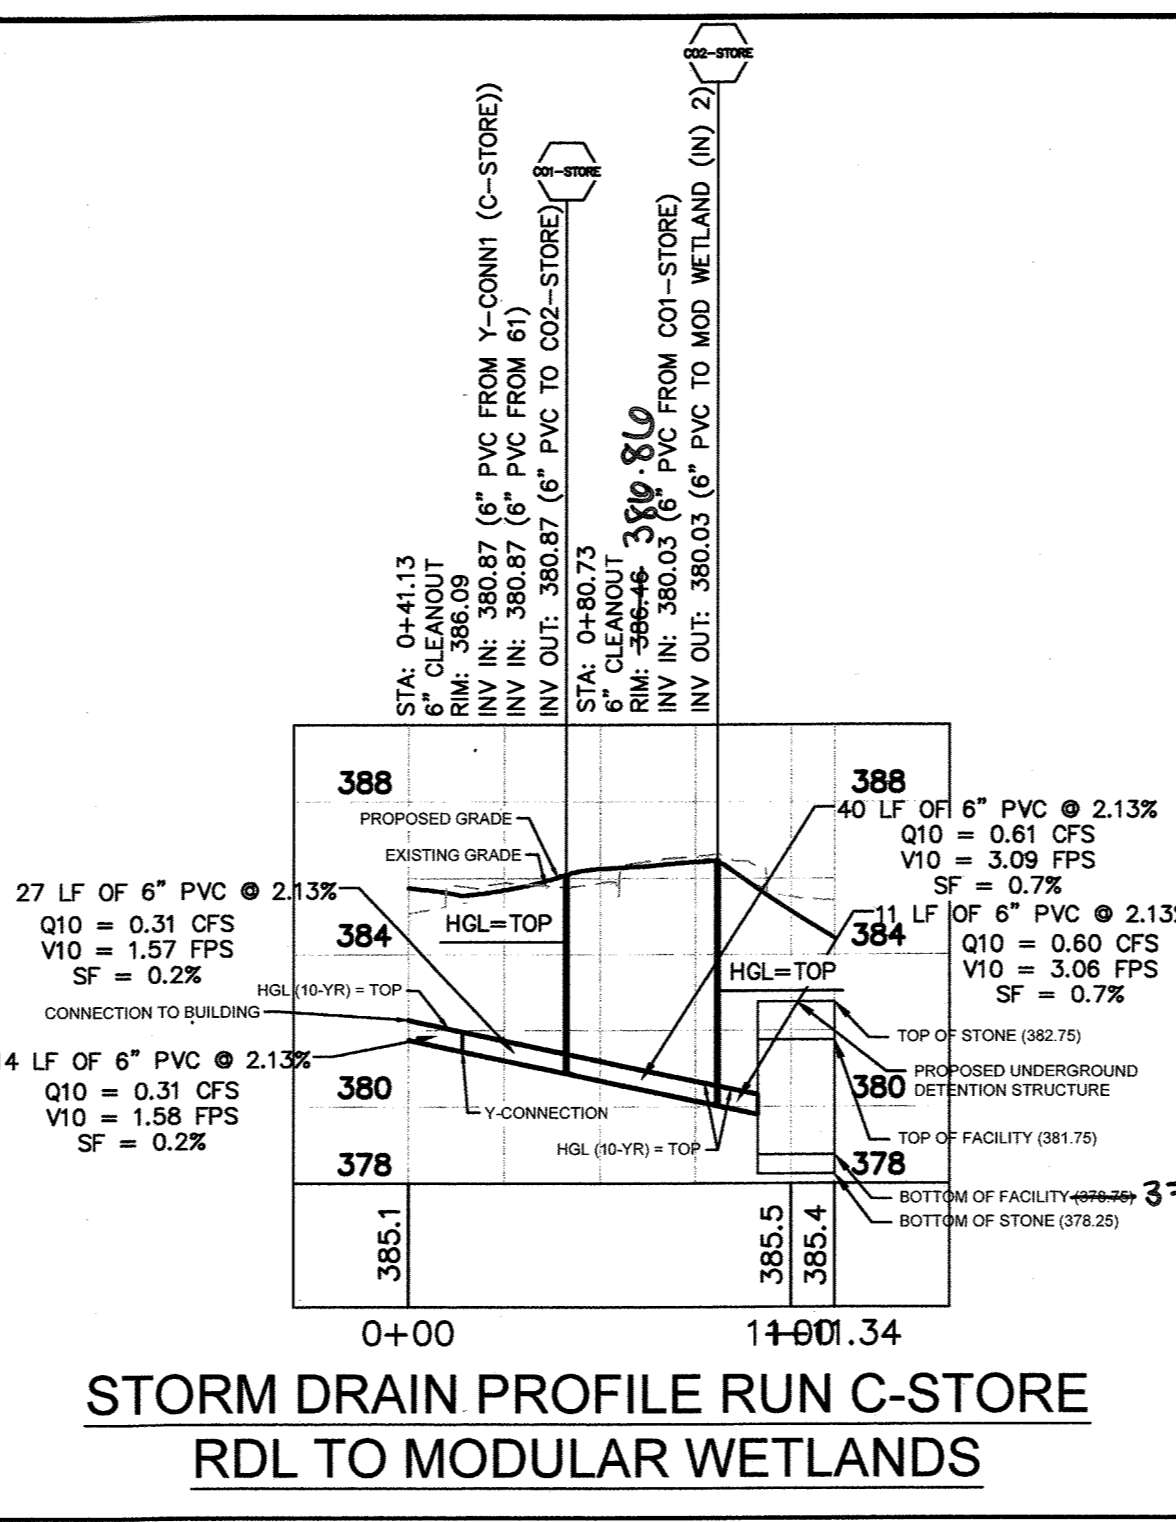 CO2-STORE
CO1-STORE
STA: 0+41.13
6" CLEANOUT
RIM: 386.09
INV IN: 380.87 (6" PVC FROM Y-CONN1 (C-STORE))
INV IN: 380.87 (6" PVC FROM 61)
INV OUT: 380.87 (6" PVC TO CO2-STORE)
STA: 0+80.73
6" CLEANOUT
RIM: 386.46 386.86
INV IN: 380.03 (6" PVC FROM CO1-STORE)
INV OUT: 380.03 (6" PVC TO MOD WETLAND (IN) 2)
388
388
PROPOSED GRADE
EXISTING GRADE
40 LF OF 6" PVC @ 2.13%
Q10 = 0.61 CFS
V10 = 3.09 FPS
SF = 0.7%
27 LF OF 6" PVC @ 2.13%
Q10 = 0.31 CFS
V10 = 1.57 FPS
SF = 0.2%
384
HGL=TOP
384
11 LF OF 6" PVC @ 2.13%
Q10 = 0.60 CFS
V10 = 3.06 FPS
SF = 0.7%
HGL=TOP
HGL (10-YR) = TOP
CONNECTION TO BUILDING
TOP OF STONE (382.75)
14 LF OF 6" PVC @ 2.13%
Q10 = 0.31 CFS
V10 = 1.58 FPS
SF = 0.2%
380
380
PROPOSED UNDERGROUND
DETENTION STRUCTURE
Y-CONNECTION
HGL (10-YR) = TOP
TOP OF FACILITY (381.75)
378
378
BOTTOM OF FACILITY (378.75)
BOTTOM OF STONE (378.25)
385.1
385.5
385.4
0+00
1+00
1+01.34
STORM DRAIN PROFILE RUN C-STORE
RDL TO MODULAR WETLANDS